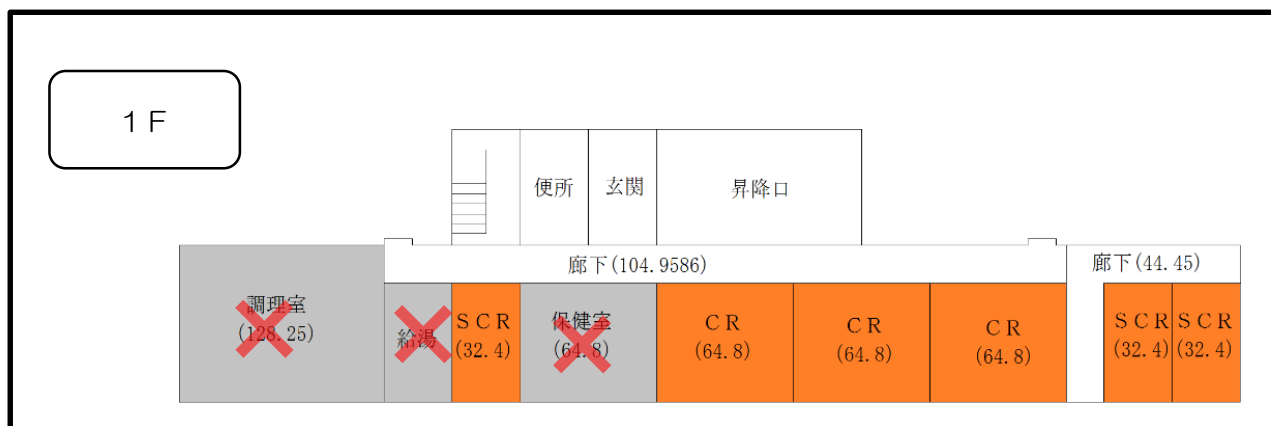 １Ｆ
便所
玄関
昇降口
廊下(104.9586)
廊下(44.45)
調理室
(128.25)
給湯
ＳＣＲ
(32.4)
保健室
(64.8)
ＣＲ
(64.8)
ＣＲ
(64.8)
ＣＲ
(64.8)
ＳＣＲ
(32.4)
ＳＣＲ
(32.4)